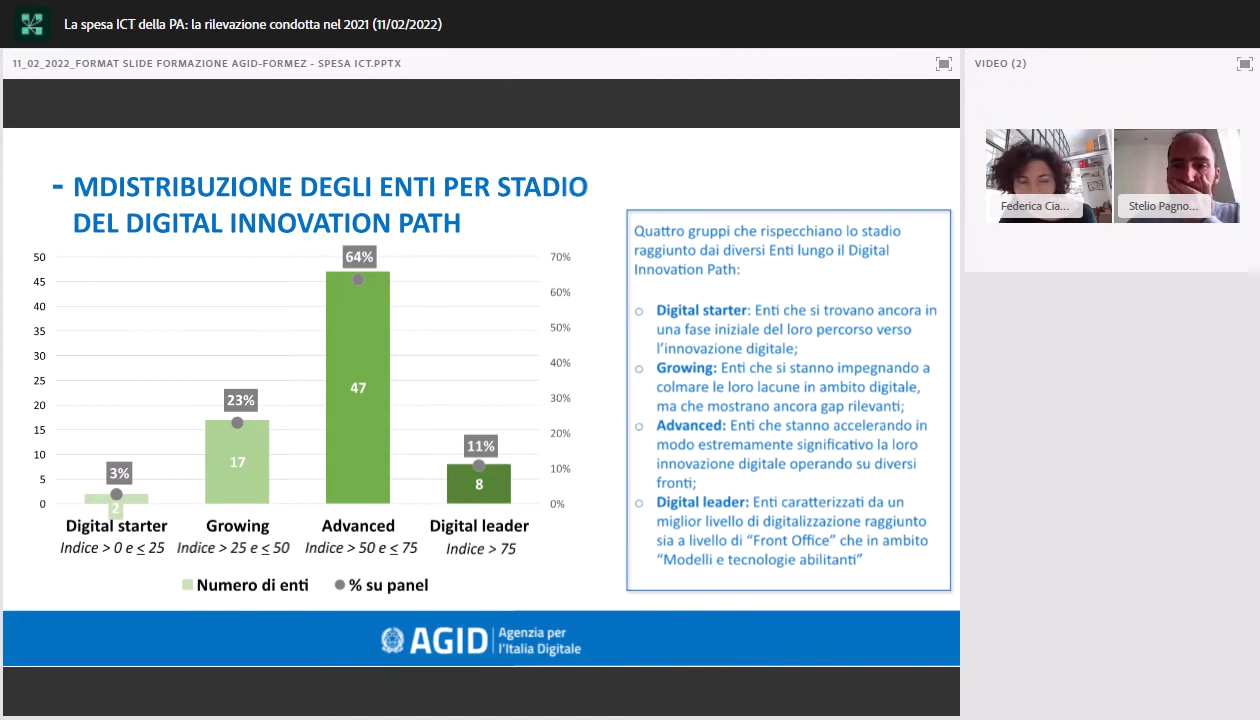 La spesa ICT della PA: la rilevazione condotta nel 2021 (11/02/2022)
11_02_2022_FORMAT SLIDE FORMAZIONE AGID-FORMEZ - SPESA ICT.PPTX
VIDEO (2)
Federica Cia...
Stelio Pagno...
- MDISTRIBUZIONE DEGLI ENTI PER STADIO
DEL DIGITAL INNOVATION PATH
50
45
40
35
30
25
20
15
10
5
0
70%
60%
50%
40%
30%
20%
10%
0%
3%
23%
64%
11%
2
17
47
8
Digital starter
Growing
Advanced
Digital leader
Indice > 0 e ≤ 25
Indice > 25 e ≤ 50
Indice > 50 e ≤ 75
Indice > 75
Numero di enti
% su panel
Quattro gruppi che rispecchiano lo stadio
raggiunto dai diversi Enti lungo il Digital
Innovation Path:
o Digital starter: Enti che si trovano ancora in
una fase iniziale del loro percorso verso
l'innovazione digitale;
o Growing: Enti che si stanno impegnando a
colmare le loro lacune in ambito digitale,
ma che mostrano ancora gap rilevanti;
o Advanced: Enti che stanno accelerando in
modo estremamente significativo la loro
innovazione digitale operando su diversi
fronti;
o Digital leader: Enti caratterizzati da un
miglior livello di digitalizzazione raggiunto
sia a livello di “Front Office” che in ambito
“Modelli e tecnologie abilitanti”
AGID
Agenzia per
l'Italia Digitale